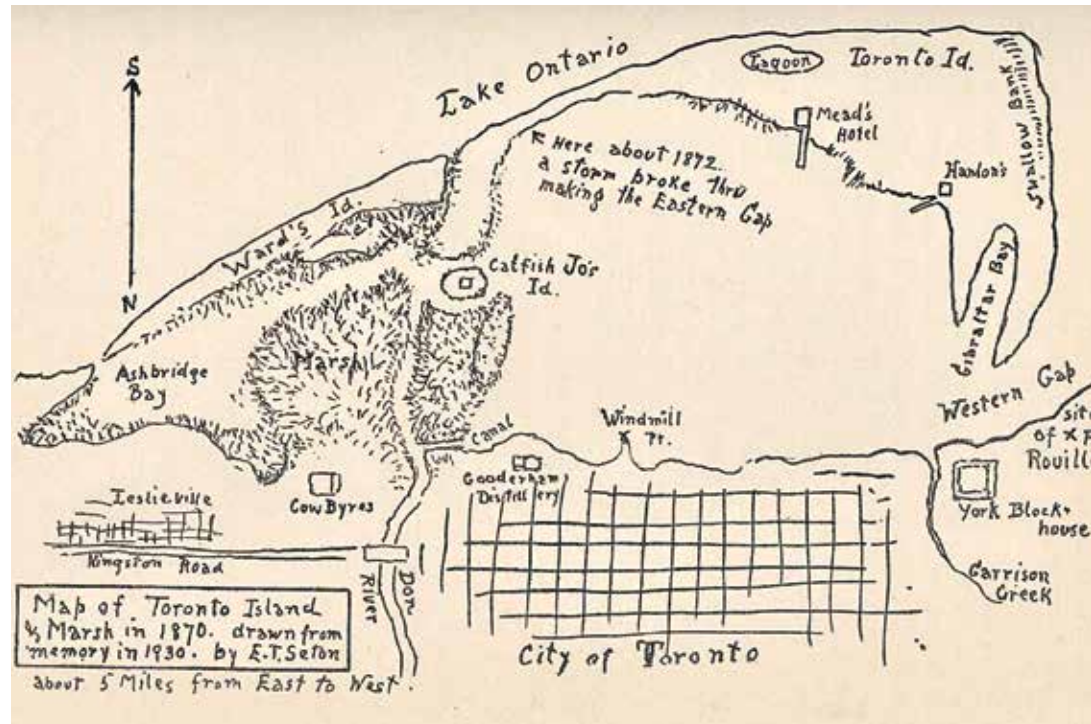 S
N
Lake Ontario
Lagoon
Toronto Id.
Swallow Bank
Mead's
Hotel
Hanlon's
Here about 1872.
a storm broke thru
making the Eastern Gap
Ward's Id.
Catfish Jo's
Id.
Gibraltar Bay
Marsh
Ashbridge
Bay
Western Gap
Windmill
Pt.
Canal
Gooderham
Distillery
Cow Byres
Leslieville
Kingston Road
River
Don
site
of
Rouill
York Block-
house
Garrison
Creek
City of Toronto
Map of Toronto Island
& Marsh in 1870. drawn from
memory in 1930. by E.T. Seton
about 5 Miles from East to West.